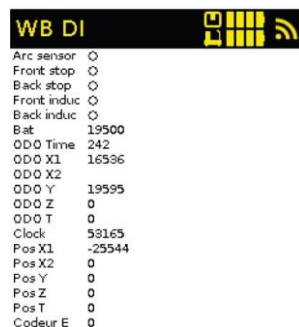 WB DI
Arc sensor
Front stop
Back stop
Front induc
Back induc
Bat 19500
ODO Time 242
ODO X1 16536
ODO X2
ODO Y 19595
ODO Z 0
ODO T 0
Clock 53165
Pos X1 -25544
Pos X2 0
Pos Y 0
Pos Z 0
Pos T 0
Codeur E 0